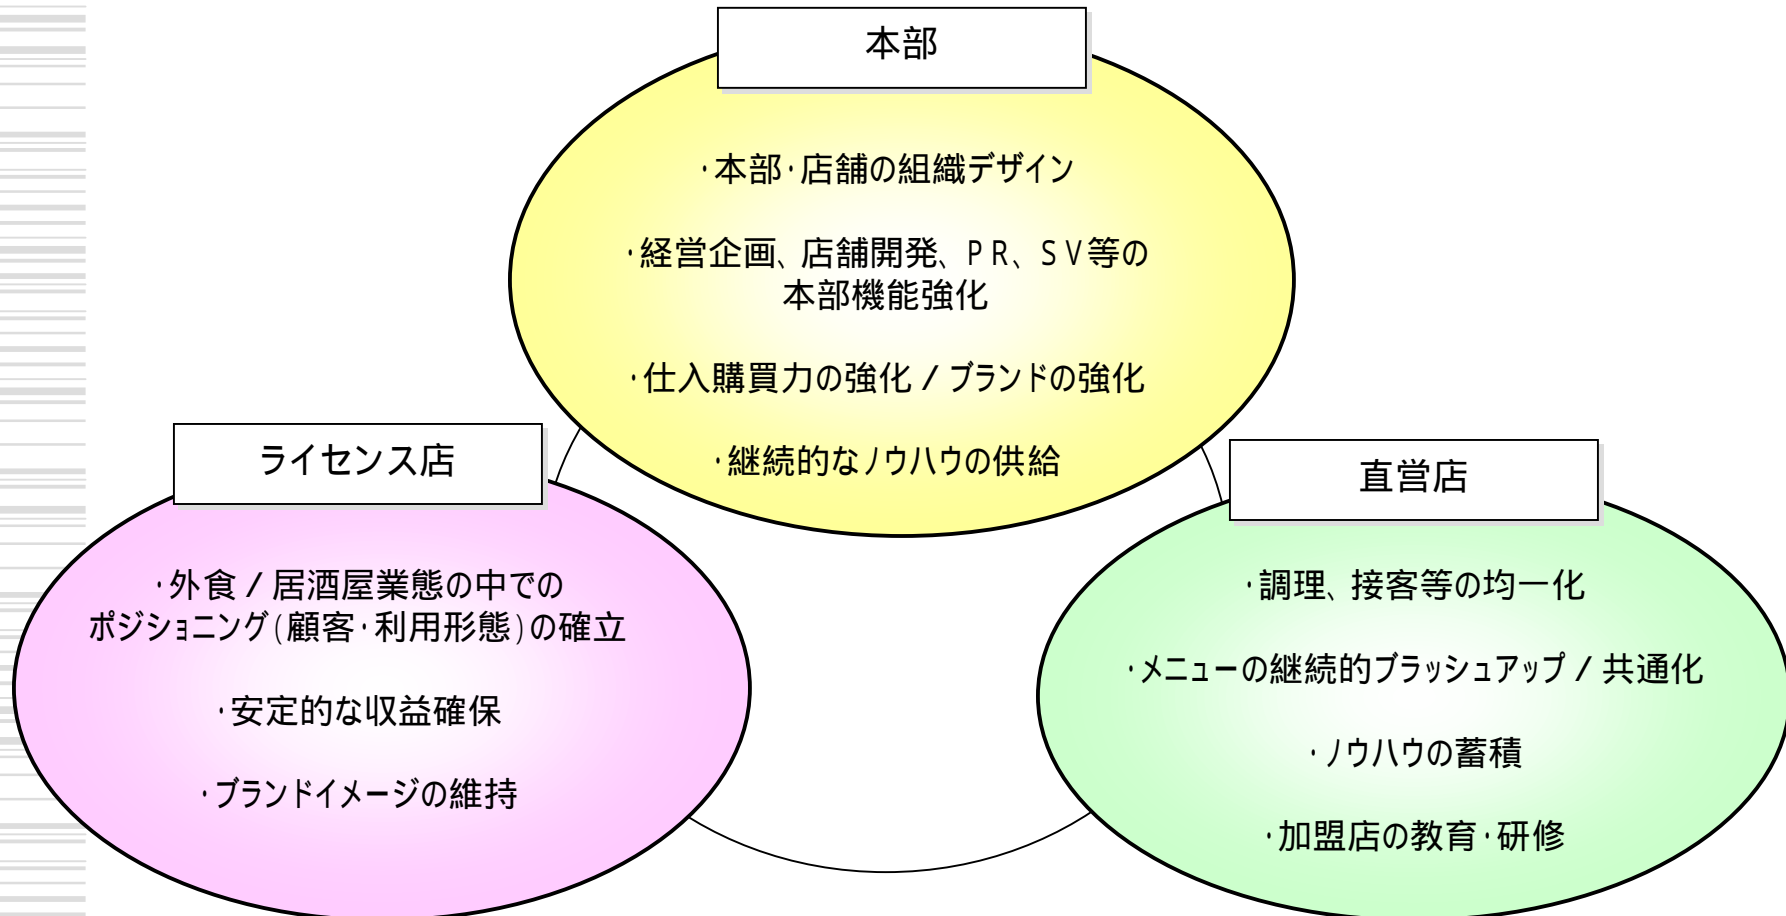 本部
・本部・店舗の組織デザイン
・経営企画、店舗開発、PR、SV等の
本部機能強化
・仕入購買力の強化/ブランドの強化
・継続的なノウハウの供給
ライセンス店
・外食/居酒屋業態の中での
ポジショニング(顧客・利用形態)の確立
・安定的な収益確保
・ブランドイメージの維持
直営店
・調理、接客等の均一化
・メニューの継続的ブラッシュアップ/共通化
・ノウハウの蓄積
・加盟店の教育・研修